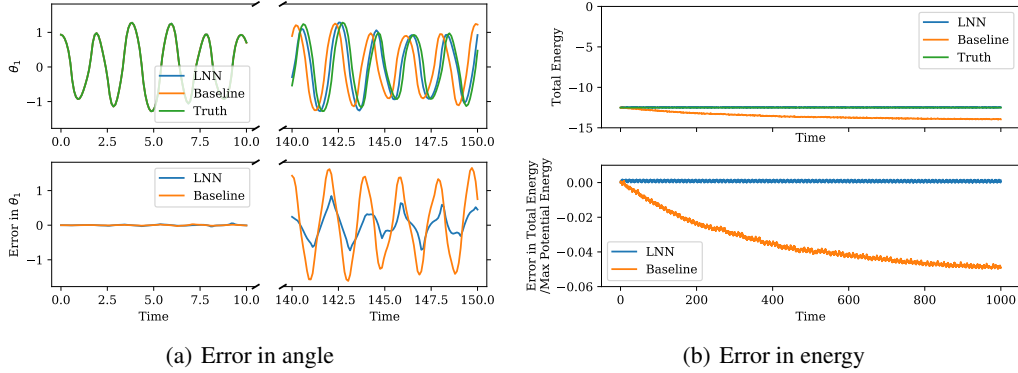 1
0
−1
θ1
LNN
Baseline
Truth
0.0 2.5 5.0 7.5 10.0
140.0 142.5 145.0 147.5 150.0
1
0
−1
Error in θ1
LNN
Baseline
0.0 2.5 5.0 7.5 10.0
140.0 142.5 145.0 147.5 150.0
Time
Time
(a) Error in angle
0
−5
−10
−15
Total Energy
LNN
Baseline
Truth
Time
0.00
−0.02
−0.04
−0.06
Error in Total Energy
/Max Potential Energy
LNN
Baseline
0 200 400 600 800 1000
Time
(b) Error in energy